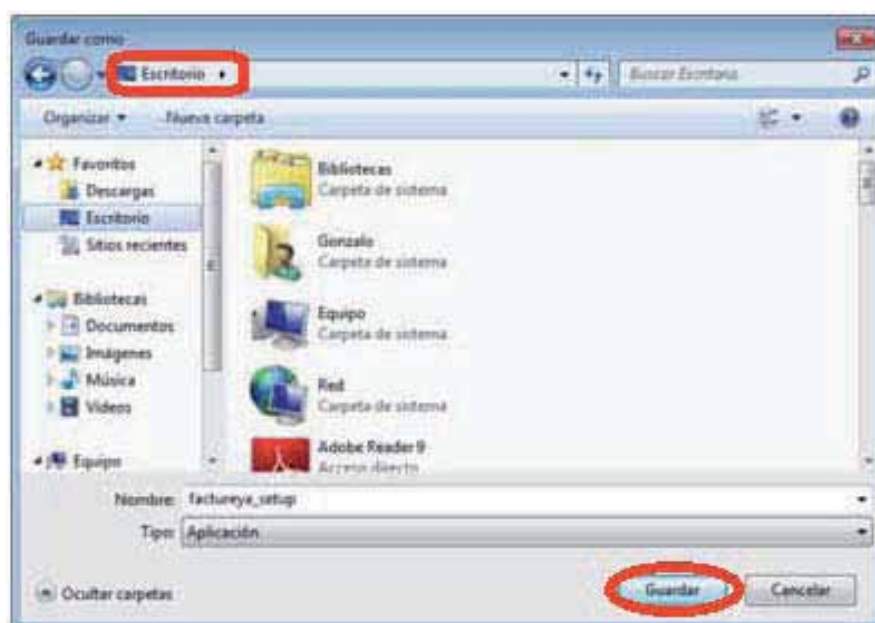 Guardar como
Escritorio
Buscar Escritorio
Organizar
Nueva carpeta
Favoritos
Descargas
Escritorio
Sitios recientes
Bibliotecas
Documentos
Imágenes
Música
Vídeos
Equipo
Bibliotecas
Carpeta de sistema
Gonzalo
Carpeta de sistema
Equipo
Carpeta de sistema
Red
Carpeta de sistema
Adobe Reader 9
Acceso directo
Nombre: factureya_setup
Tipo: Aplicación
Ocultar carpetas
Guardar
Cancelar